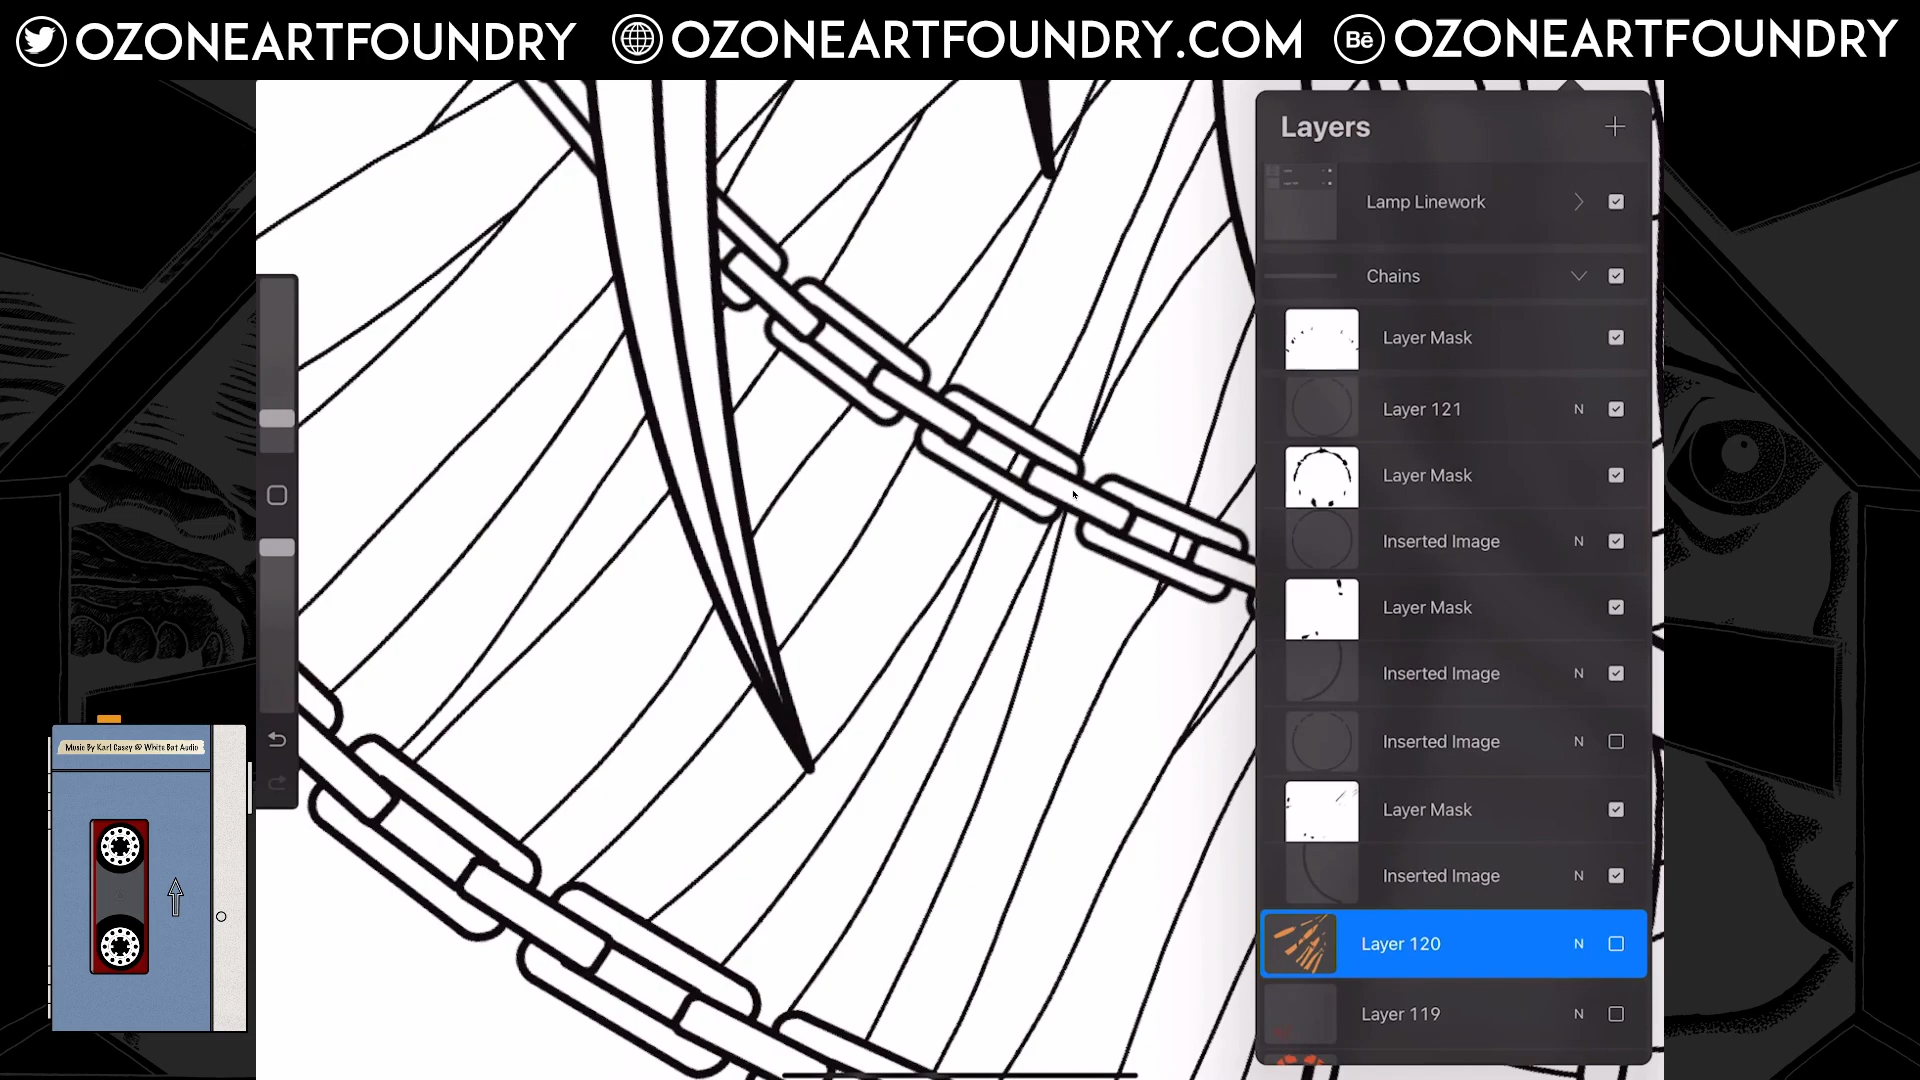 OZONEARTFOUNDRY
OZONEARTFOUNDRY.COM
Bē OZONEARTFOUNDRY
Layers
Lamp Linework
Chains
Layer Mask
Layer 121 N
Layer Mask
Inserted Image N
Layer Mask
Inserted Image N
Inserted Image N
Layer Mask
Inserted Image N
Layer 120 N
Layer 119 N
Music By Karl Casey @ White Bat Audio